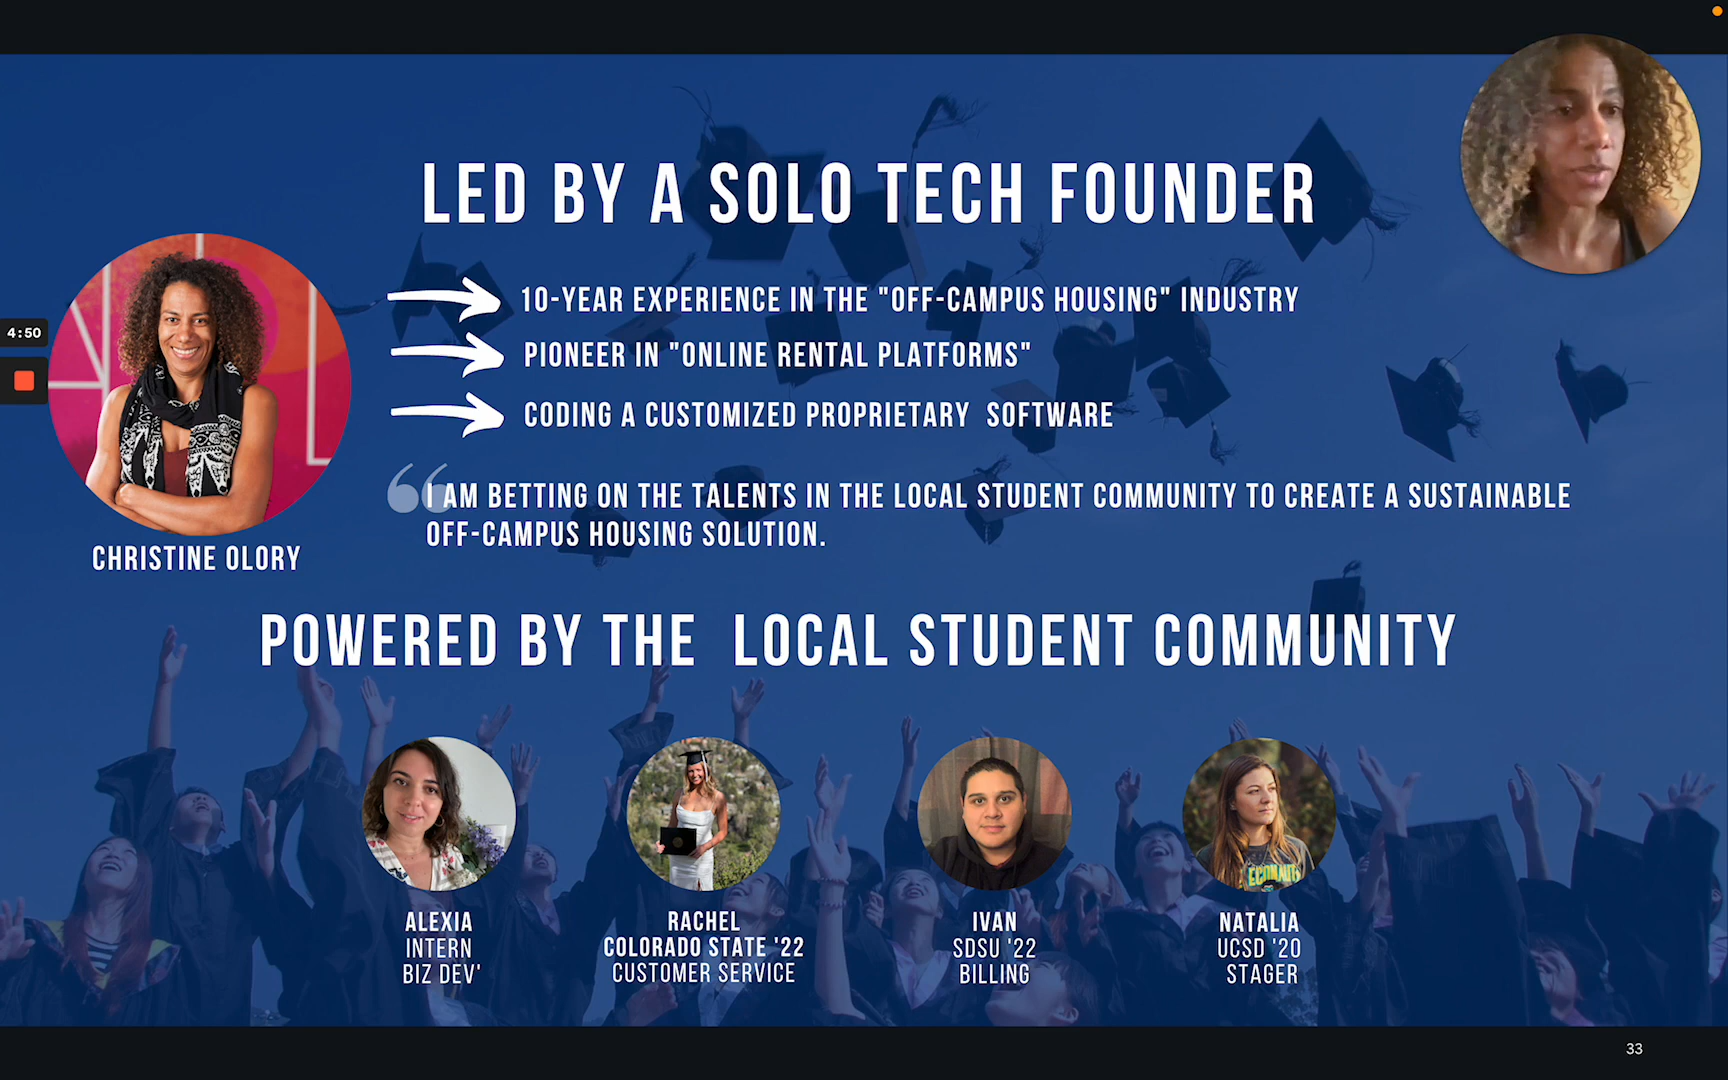 LED BY A SOLO TECH FOUNDER
10-YEAR EXPERIENCE IN THE "OFF-CAMPUS HOUSING" INDUSTRY
PIONEER IN "ONLINE RENTAL PLATFORMS"
4:50
CODING A CUSTOMIZED PROPRIETARY SOFTWARE
“I AM BETTING ON THE TALENTS IN THE LOCAL STUDENT COMMUNITY TO CREATE A SUSTAINABLE
OFF-CAMPUS HOUSING SOLUTION.
CHRISTINE OLORY
POWERED BY THE LOCAL STUDENT COMMUNITY
ALEXIA
INTERN
BIZ DEV'
RACHEL
COLORADO STATE '22
CUSTOMER SERVICE
IVAN
SDSU '22
BILLING
NATALIA
UCSD '20
STAGER
33